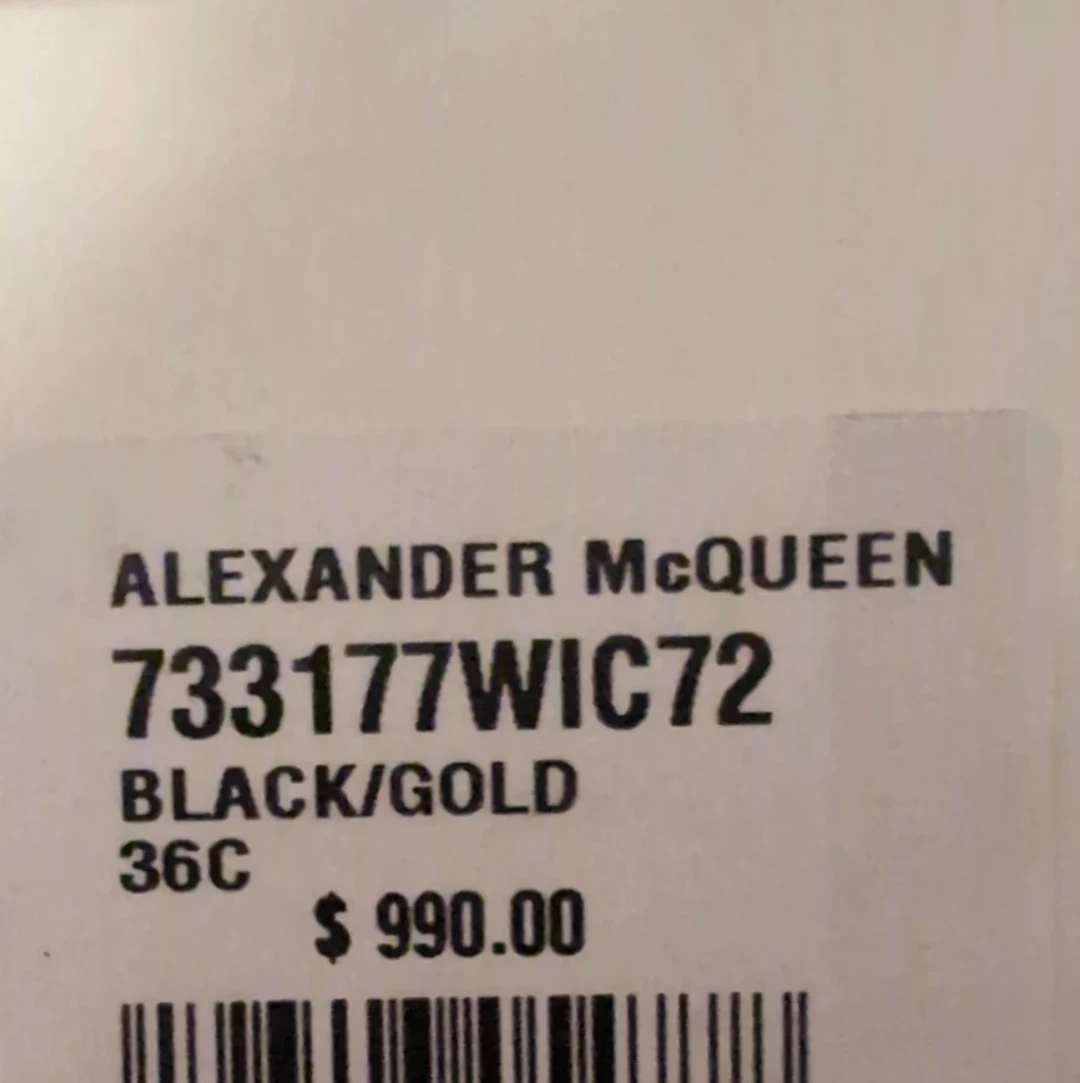 ALEXANDER McQUEEN
733177WIC72
BLACK/GOLD
36C
$ 990.00